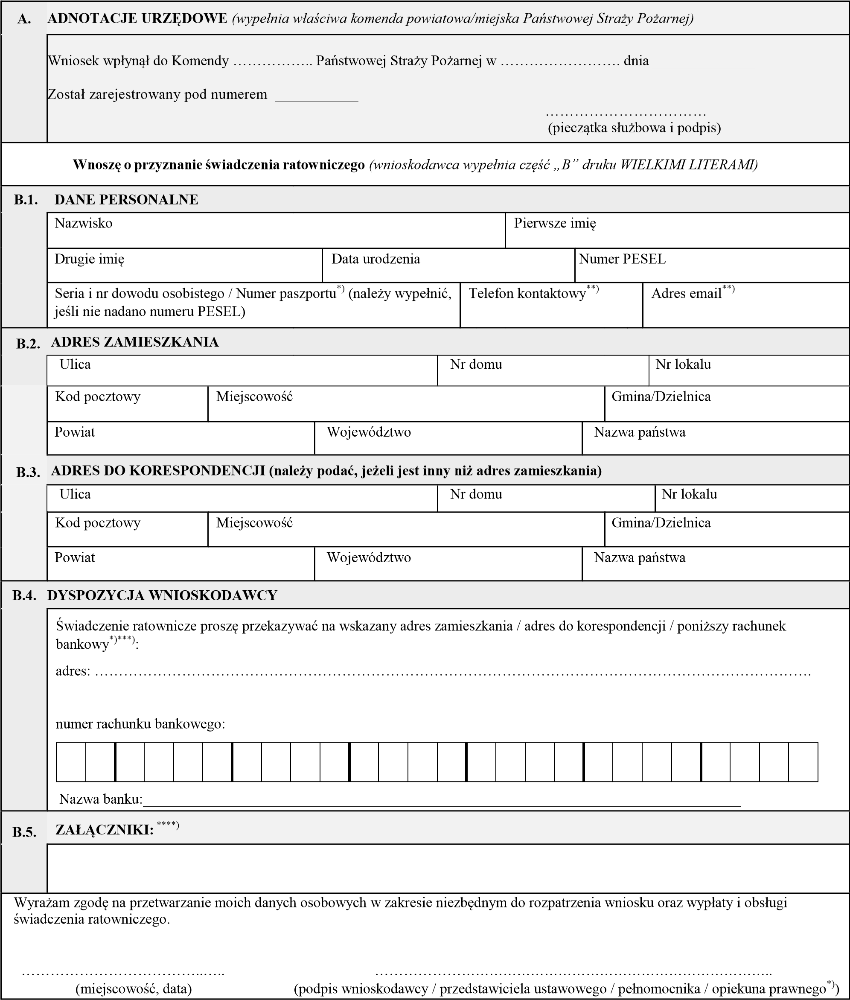 A. ADNOTACJE URZĘDOWE (wypełnia właściwa komenda powiatowa/miejska Państwowej Straży Pożarnej)
Wniosek wpłynął do Komendy …………….. Państwowej Straży Pożarnej w ……………………. dnia ______________
Został zarejestrowany pod numerem ___________
……………………………
(pieczątka służbowa i podpis)
Wnoszę o przyznanie świadczenia ratowniczego (wnioskodawca wypełnia część „B” druku WIELKIMI LITERAMI)
B.1. DANE PERSONALNE
Nazwisko Pierwsze imię
Drugie imię Data urodzenia Numer PESEL
Seria i nr dowodu osobistego / Numer paszportu*) (należy wypełnić, Telefon kontaktowy**) Adres email**)
jeśli nie nadano numeru PESEL)
B.2. ADRES ZAMIESZKANIA
Ulica Nr domu Nr lokalu
Kod pocztowy Miejscowość Gmina/Dzielnica
Powiat Województwo Nazwa państwa
B.3. ADRES DO KORESPONDENCJI (należy podać, jeżeli jest inny niż adres zamieszkania)
Ulica Nr domu Nr lokalu
Kod pocztowy Miejscowość Gmina/Dzielnica
Powiat Województwo Nazwa państwa
B.4. DYSPOZYCJA WNIOSKODAWCY
Świadczenie ratownicze proszę przekazywać na wskazany adres zamieszkania / adres do korespondencji / poniższy rachunek
bankowy*)***):
adres: ………………………………………………………………………………………………………………………………….
numer rachunku bankowego:
Nazwa banku:______________________________________________________________
B.5. ZAŁĄCZNIKI: ****)
Wyrażam zgodę na przetwarzanie moich danych osobowych w zakresie niezbędnym do rozpatrzenia wniosku oraz wypłaty i obsługi
świadczenia ratowniczego.
………………………………..….. ………………………………………………………………………..
(miejscowość, data) (podpis wnioskodawcy / przedstawiciela ustawowego / pełnomocnika / opiekuna prawnego*))